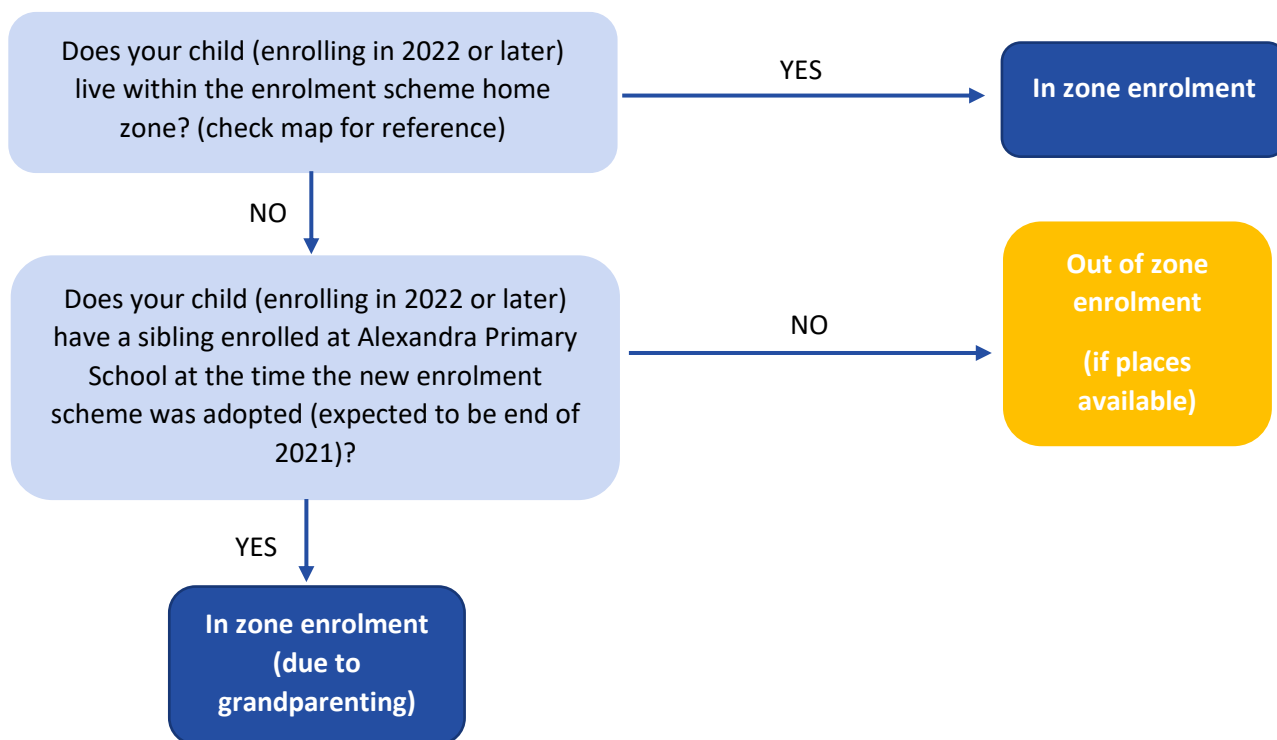 Does your child (enrolling in 2022 or later)
live within the enrolment scheme home
zone? (check map for reference)
YES
In zone enrolment
NO
Does your child (enrolling in 2022 or later)
have a sibling enrolled at Alexandra Primary
School at the time the new enrolment
scheme was adopted (expected to be end of
2021)?
NO
Out of zone
enrolment
(if places
available)
YES
In zone enrolment
(due to
grandparenting)